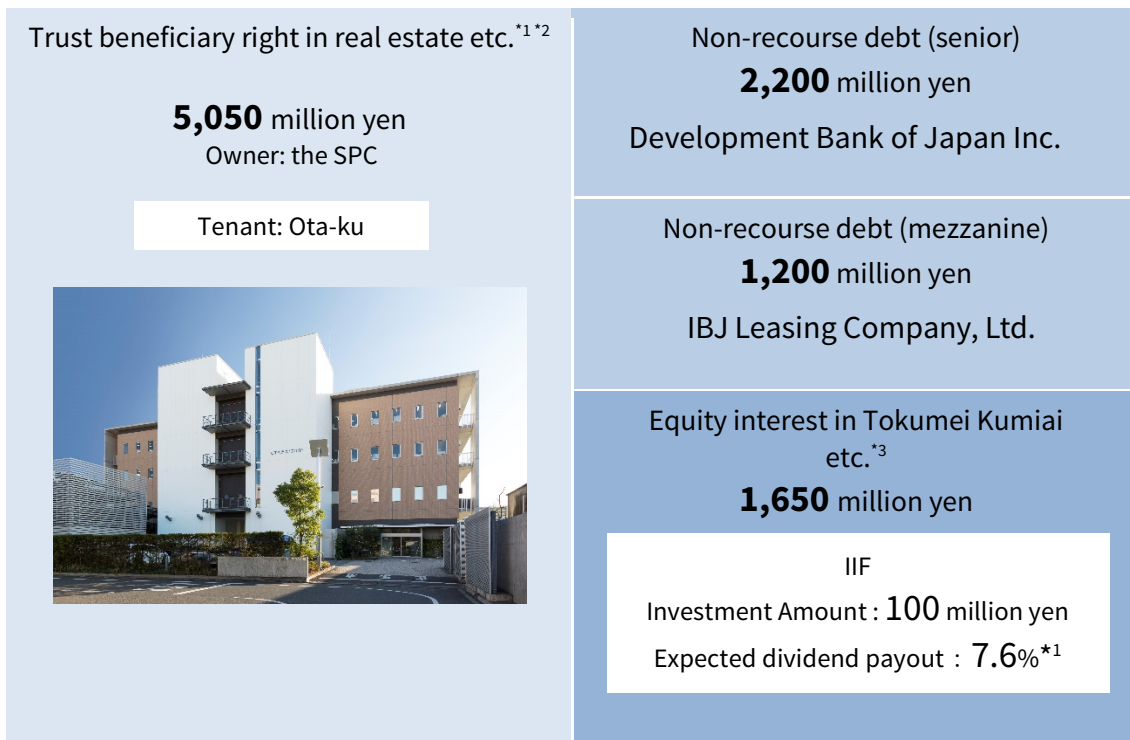 Trust beneficiary right in real estate etc.*1 *2
5,050 million yen
Owner: the SPC
Tenant: Ota-ku
Non-recourse debt (senior)
2,200 million yen
Development Bank of Japan Inc.
Non-recourse debt (mezzanine)
1,200 million yen
IBJ Leasing Company, Ltd.
Equity interest in Tokumei Kumiai
etc.*3
1,650 million yen
IIF
Investment Amount : 100 million yen
Expected dividend payout : 7.6%*1